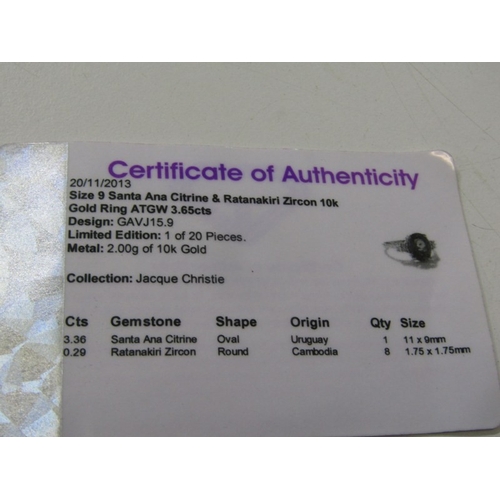 Certificate of Authenticity
20/11/2013
Size 9 Santa Ana Citrine & Ratanakiri Zircon 10k
Gold Ring ATGW 3.65cts
Design: GAVJ15.9
Limited Edition: 1 of 20 Pieces.
Metal: 2.00g of 10k Gold
Collection: Jacque Christie
Cts Gemstone Shape Origin Qty Size
3.36 Santa Ana Citrine Oval Uruguay 1 11 x 9mm
0.29 Ratanakiri Zircon Round Cambodia 8 1.75 x 1.75mm